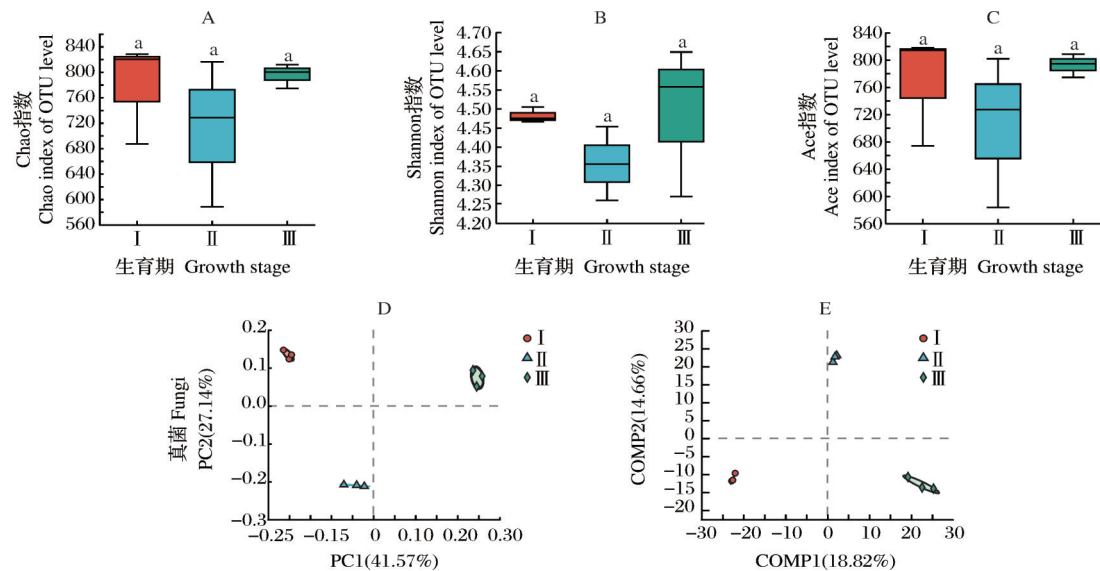 A
Chao指数
Chao index of OTU level
840
800
760
720
680
640
600
560
a
a
a
Ⅰ
Ⅱ
Ⅲ
生育期 Growth stage
B
Shannon指数
Shannon index of OTU level
4.70
4.65
4.60
4.55
4.50
4.45
4.40
4.35
4.30
4.25
4.20
a
a
a
Ⅰ
Ⅱ
Ⅲ
生育期 Growth stage
C
Ace指数
Ace index of OTU level
840
800
760
720
680
640
600
560
a
a
a
Ⅰ
Ⅱ
Ⅲ
生育期 Growth stage
D
真菌 Fungi
PC2(27.14%)
0.2
0.1
0.0
−0.1
−0.2
−0.3
Ⅰ
Ⅱ
Ⅲ
−0.25
−0.15
0
0.10
0.20
0.30
PC1(41.57%)
E
COMP2(14.66%)
30
25
20
15
10
5
0
−5
−10
−15
−20
Ⅰ
Ⅱ
Ⅲ
−30
−20
−10
0
10
20
30
COMP1(18.82%)